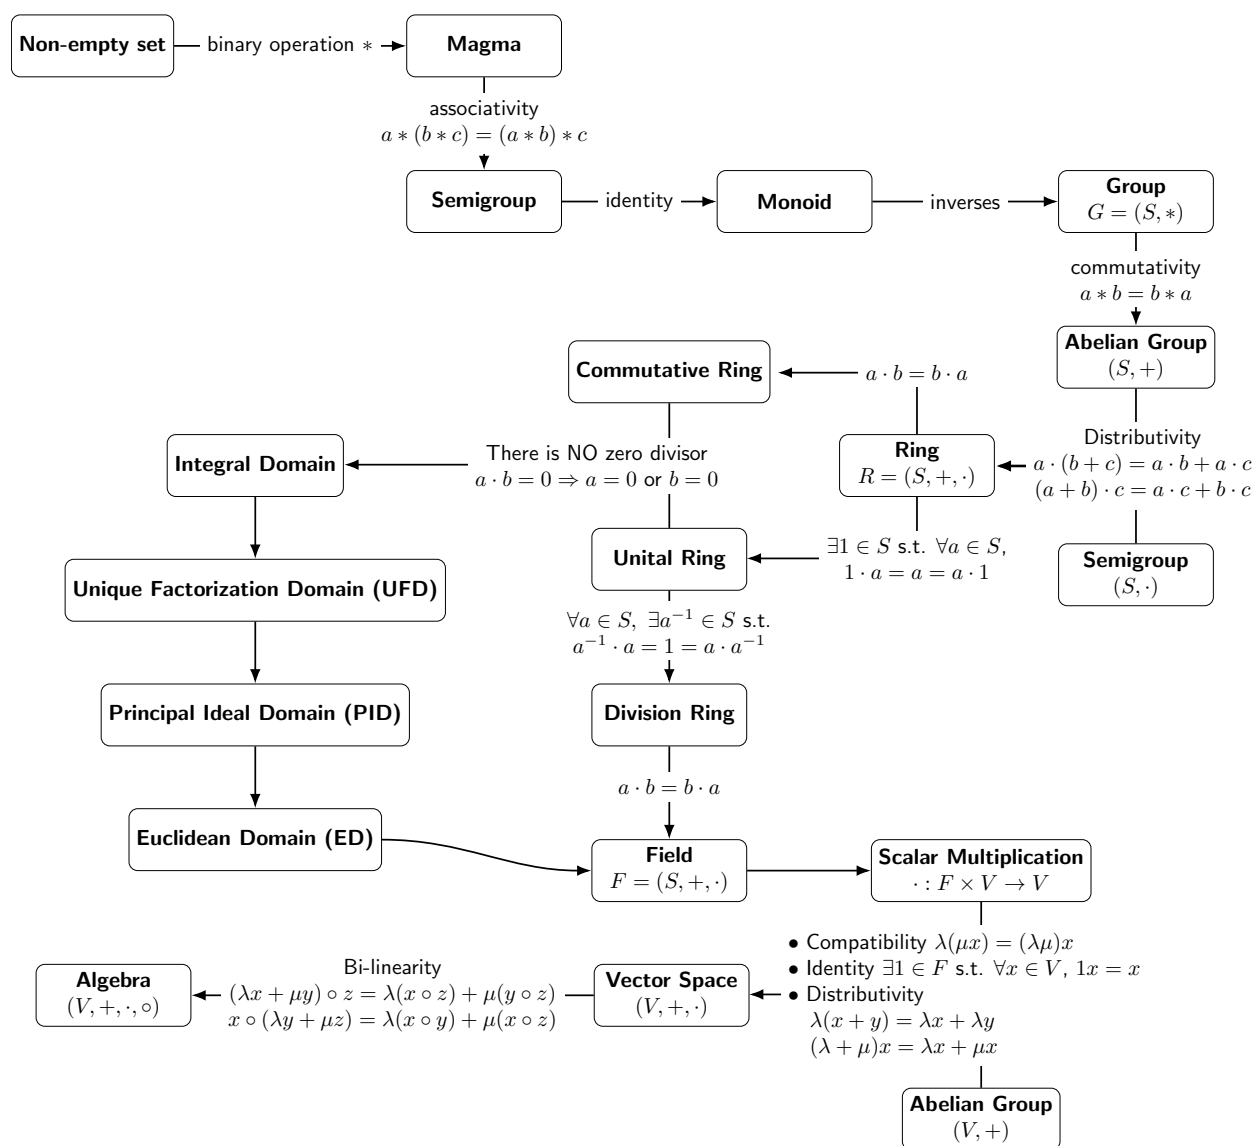 Non-empty set
binary operation ∗
Magma
associativity
a ∗ (b ∗ c) = (a ∗ b) ∗ c
Semigroup
identity
Monoid
inverses
Group
G = (S, ∗)
commutativity
a ∗ b = b ∗ a
Abelian Group
(S, +)
Commutative Ring
a · b = b · a
Distributivity
a · (b + c) = a · b + a · c
(a + b) · c = a · c + b · c
Ring
R = (S, +, ·)
There is NO zero divisor
a · b = 0 ⇒ a = 0 or b = 0
Integral Domain
Semigroup
(S, ·)
∃1 ∈ S s.t. ∀a ∈ S,
1 · a = a = a · 1
Unital Ring
Unique Factorization Domain (UFD)
∀a ∈ S, ∃a⁻¹ ∈ S s.t.
a⁻¹ · a = 1 = a · a⁻¹
Principal Ideal Domain (PID)
Division Ring
a · b = b · a
Euclidean Domain (ED)
Field
F = (S, +, ·)
Scalar Multiplication
· : F × V → V
• Compatibility λ(μx) = (λμ)x
• Identity ∃1 ∈ F s.t. ∀x ∈ V, 1x = x
• Distributivity
λ(x + y) = λx + λy
(λ + μ)x = λx + μx
Vector Space
(V, +, ·)
Bi-linearity
(λx + μy) ∘ z = λ(x ∘ z) + μ(y ∘ z)
x ∘ (λy + μz) = λ(x ∘ y) + μ(x ∘ z)
Algebra
(V, +, ·, ∘)
Abelian Group
(V, +)